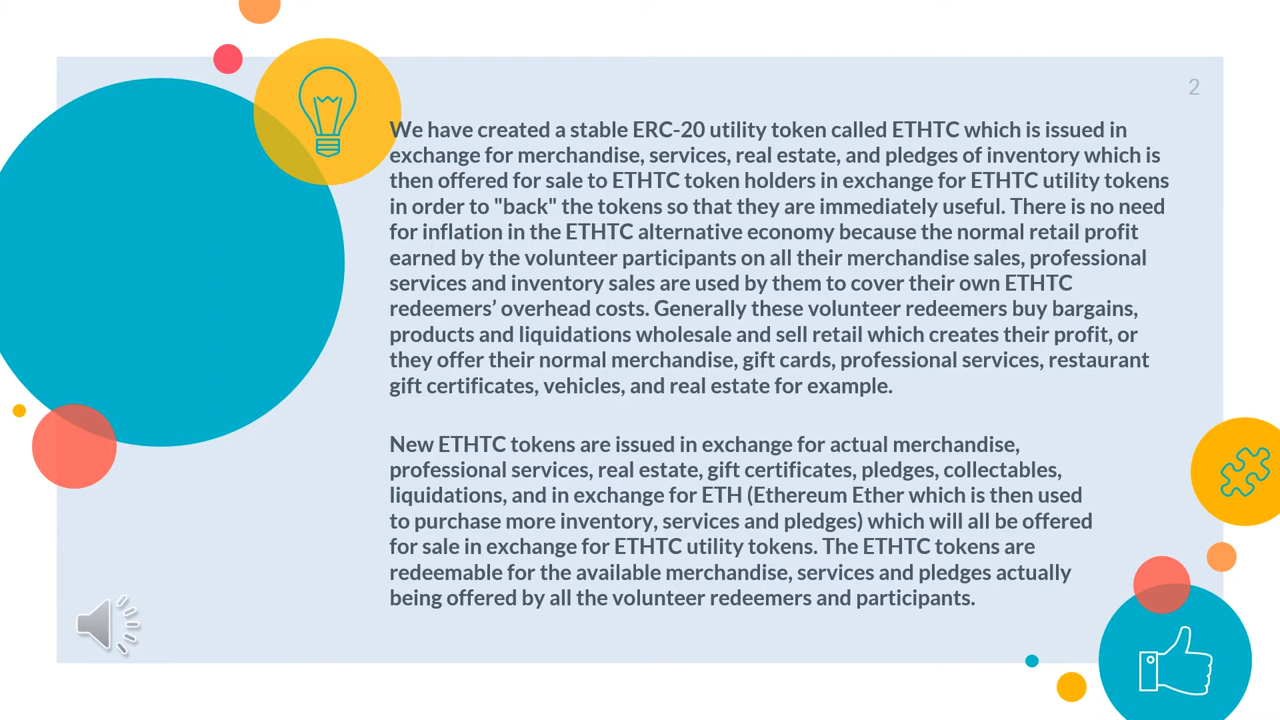 2
We have created a stable ERC-20 utility token called ETHTC which is issued in
exchange for merchandise, services, real estate, and pledges of inventory which is
then offered for sale to ETHTC token holders in exchange for ETHTC utility tokens
in order to "back" the tokens so that they are immediately useful. There is no need
for inflation in the ETHTC alternative economy because the normal retail profit
earned by the volunteer participants on all their merchandise sales, professional
services and inventory sales are used by them to cover their own ETHTC
redeemers’ overhead costs. Generally these volunteer redeemers buy bargains,
products and liquidations wholesale and sell retail which creates their profit, or
they offer their normal merchandise, gift cards, professional services, restaurant
gift certificates, vehicles, and real estate for example.
New ETHTC tokens are issued in exchange for actual merchandise,
professional services, real estate, gift certificates, pledges, collectables,
liquidations, and in exchange for ETH (Ethereum Ether which is then used
to purchase more inventory, services and pledges) which will all be offered
for sale in exchange for ETHTC utility tokens. The ETHTC tokens are
redeemable for the available merchandise, services and pledges actually
being offered by all the volunteer redeemers and participants.